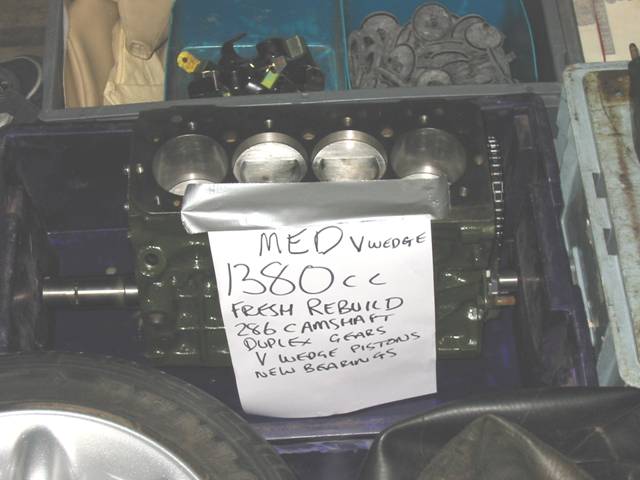 MED V WEDGE
1380cc
FRESH REBUILD
286 CAMSHAFT
DUPLEX GEARS
V WEDGE PISTONS
NEW BEARINGS